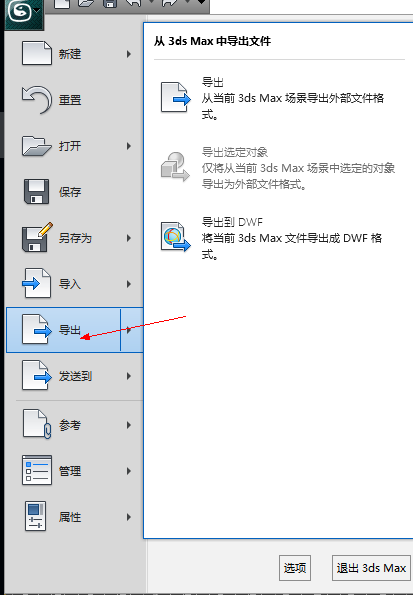 新建
重置
打开
保存
另存为
导入
导出
发送到
参考
管理
属性
从 3ds Max 中导出文件
导出
从当前 3ds Max 场景导出外部文件格
式。
导出选定对象
仅将从当前 3ds Max 场景中选定的对象
导出为外部文件格式。
导出到 DWF
将当前 3ds Max 文件导出成 DWF 格
式。
选项
退出 3ds Max